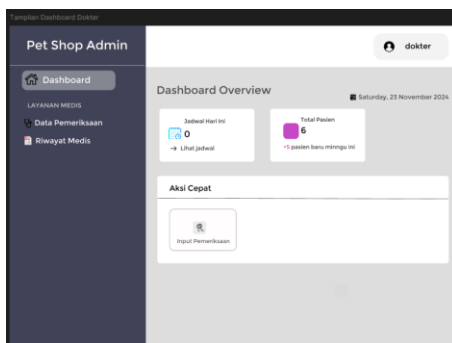 Tampilan Dashboard Dokter
Pet Shop Admin
dokter
Dashboard
LAYANAN MEDIS
Data Pemeriksaan
Riwayat Medis
Dashboard Overview
Saturday, 23 November 2024
Jadwal Hari Ini
0
→ Lihat jadwal
Total Pasien
6
+5 pasien baru minngu ini
Aksi Cepat
Input Pemeriksaan